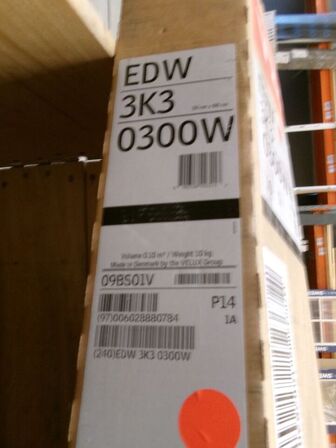 EDW
3K3
0300W
Volume 0.10 m³ / Weight 10 kg
Made in Denmark by the VELUX Group
09BS01V
P14
(97)006028880784
1A
(240)EDW 3K3 0300W